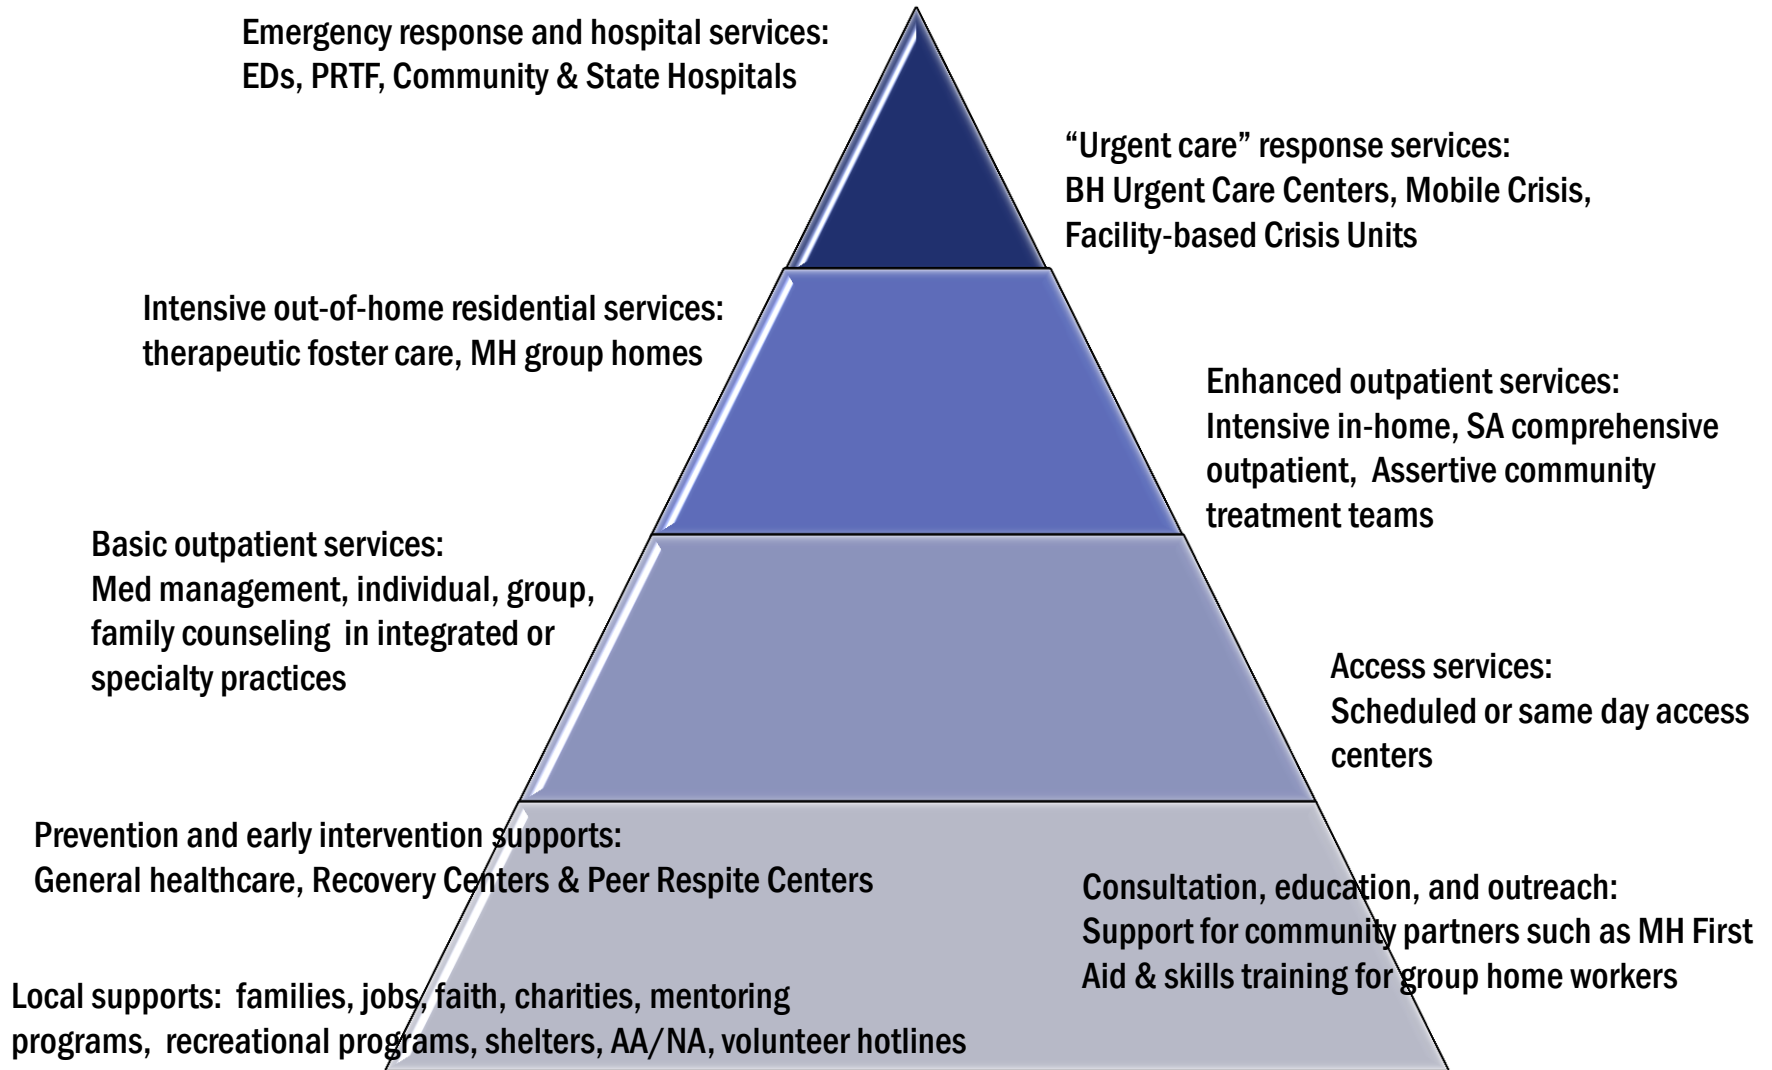 Emergency response and hospital services:
EDs, PRTF, Community & State Hospitals
“Urgent care” response services:
BH Urgent Care Centers, Mobile Crisis,
Facility-based Crisis Units
Intensive out-of-home residential services:
therapeutic foster care, MH group homes
Enhanced outpatient services:
Intensive in-home, SA comprehensive
outpatient,  Assertive community
treatment teams
Basic outpatient services:
Med management, individual, group,
family counseling  in integrated or
specialty practices
Access services:
Scheduled or same day access
centers
Prevention and early intervention supports:
General healthcare, Recovery Centers & Peer Respite Centers
Consultation, education, and outreach:
Support for community partners such as MH First
Aid & skills training for group home workers
Local supports:  families, jobs, faith, charities, mentoring
programs,  recreational programs, shelters, AA/NA, volunteer hotlines